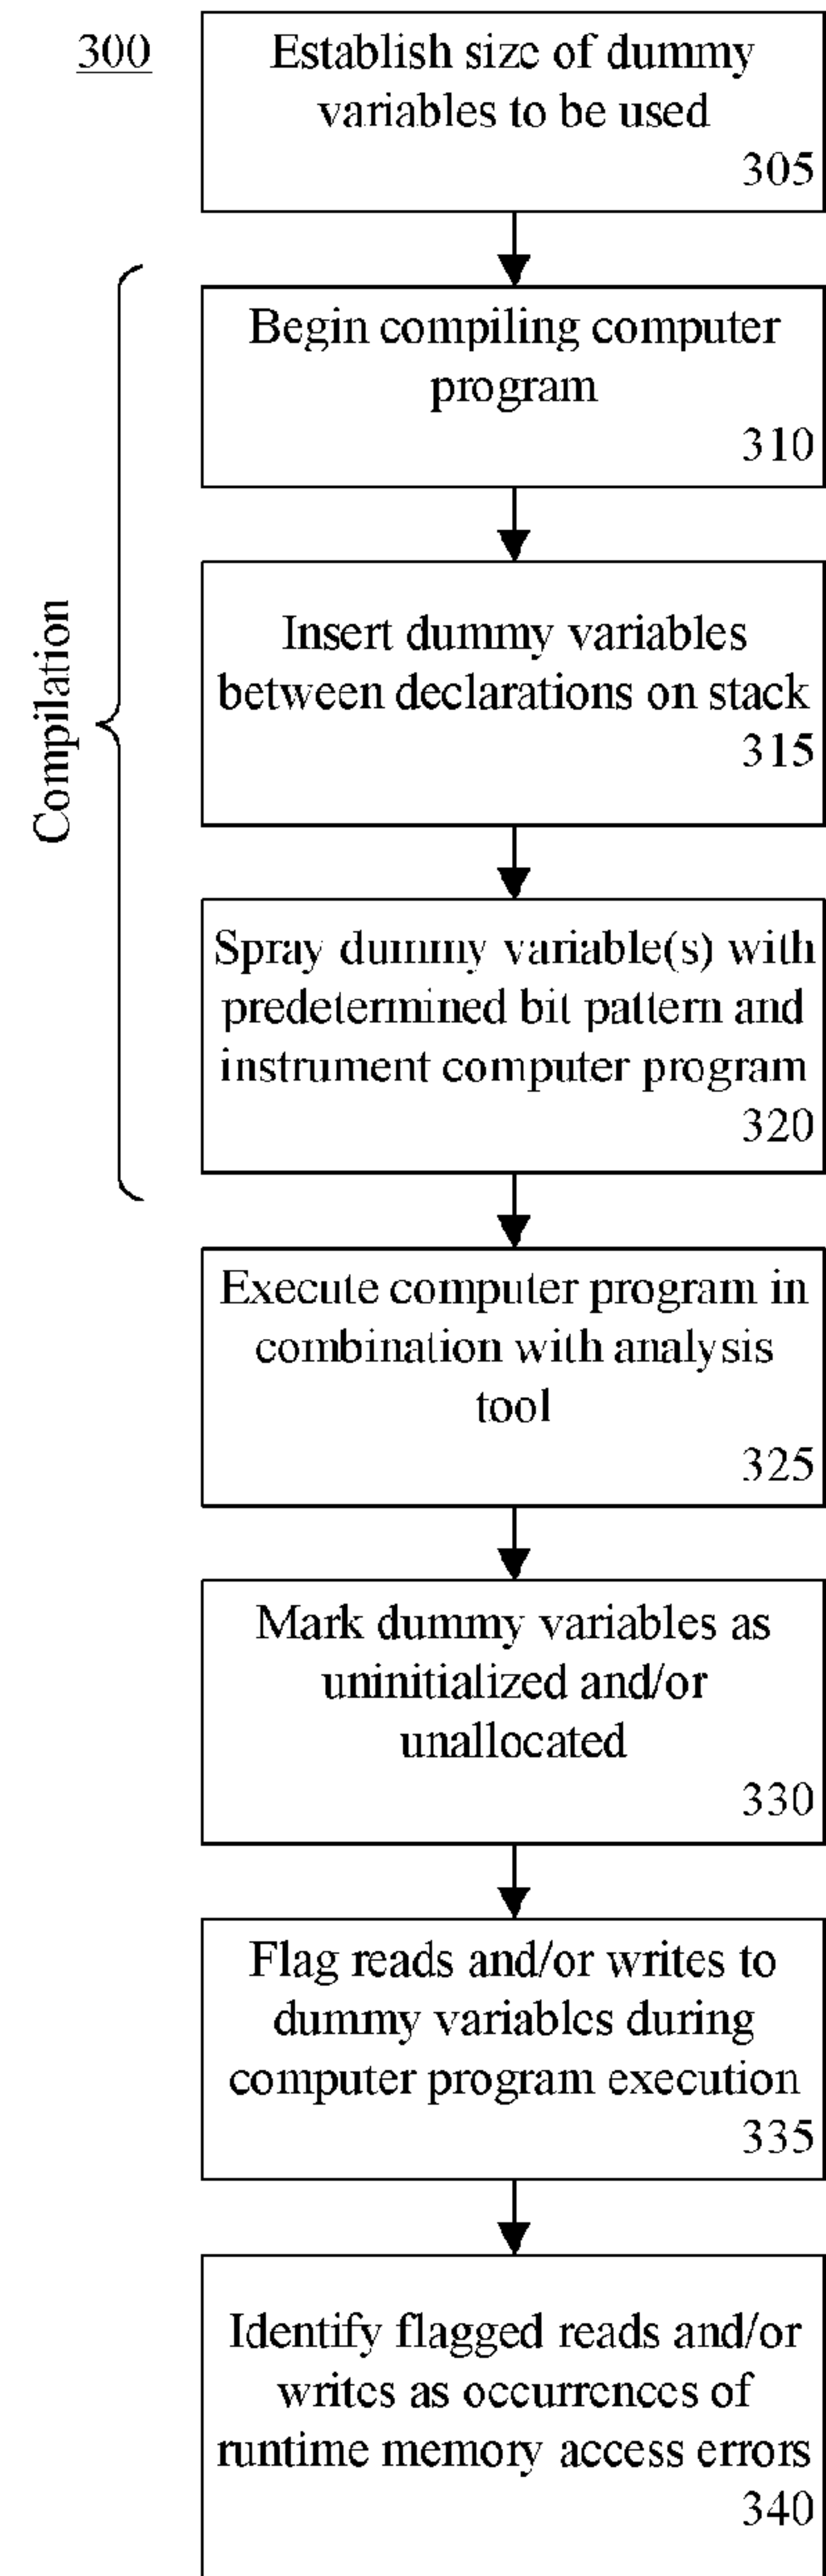 300
Establish size of dummy
variables to be used
305
Begin compiling computer
program
310
Compilation
Insert dummy variables
between declarations on stack
315
Spray dummy variable(s) with
predetermined bit pattern and
instrument computer program
320
Execute computer program in
combination with analysis
tool
325
Mark dummy variables as
uninitialized and/or
unallocated
330
Flag reads and/or writes to
dummy variables during
computer program execution
335
Identify flagged reads and/or
writes as occurrences of
runtime memory access errors
340